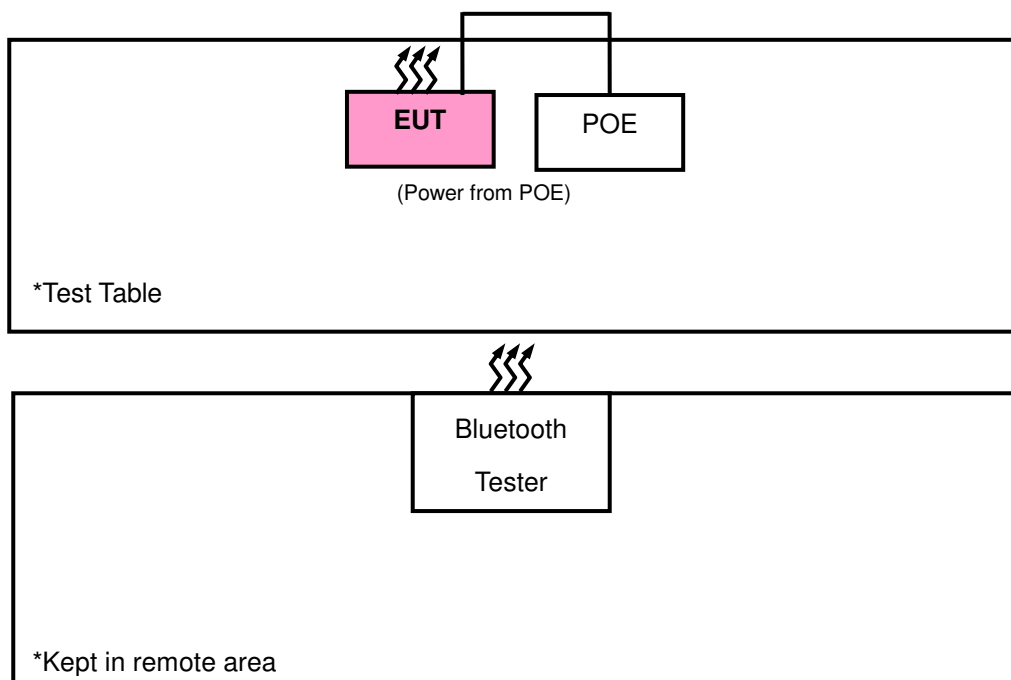 EUT
POE
(Power from POE)
*Test Table
Bluetooth
Tester
*Kept in remote area